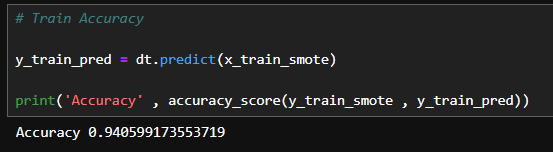 # Train Accuracy
y_train_pred = dt.predict(x_train_smote)
print('Accuracy' , accuracy_score(y_train_smote , y_train_pred))
Accuracy 0.940599173553719